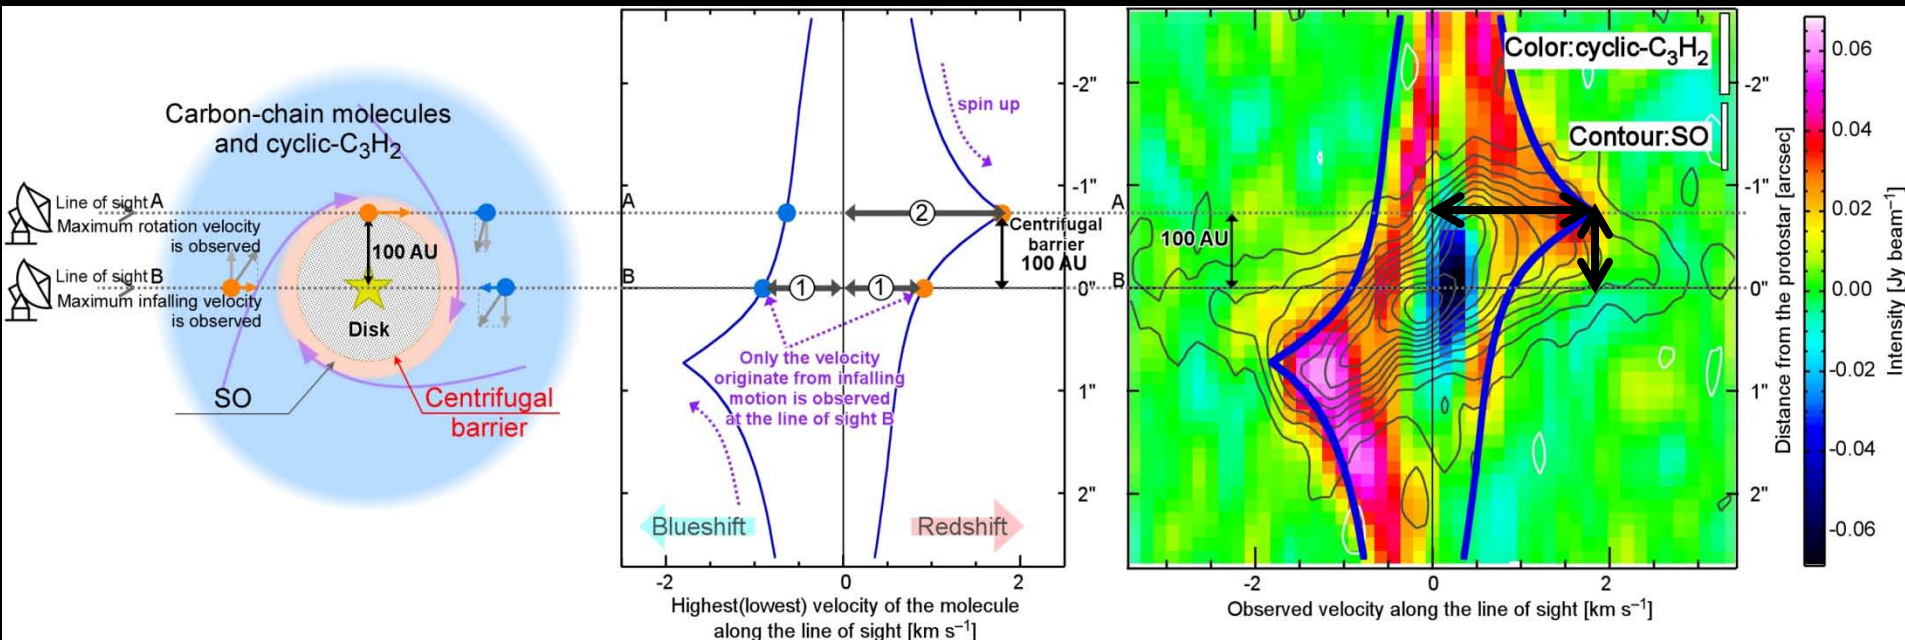 Carbon-chain molecules
and cyclic-C₃H₂
Line of sight A
Maximum rotation velocity
is observed
100 AU
Line of sight B
Maximum infalling velocity
is observed
Disk
SO
Centrifugal
barrier
spin up
-2"
-1"
0"
1"
2"
A
B
②
①
①
Centrifugal
barrier
100 AU
Only the velocity
originate from infalling
motion is observed
at the line of sight B
Blueshift
Redshift
-2
0
2
Highest(lowest) velocity of the molecule
along the line of sight [km s⁻¹]
A
B
100 AU
Color:cyclic-C₃H₂
Contour:SO
-2"
-1"
0"
1"
2"
-2
0
2
Observed velocity along the line of sight [km s⁻¹]
Distance from the protostar [arcsec]
0.06
0.04
0.02
0.00
-0.02
-0.04
-0.06
Intensity [Jy beam⁻¹]